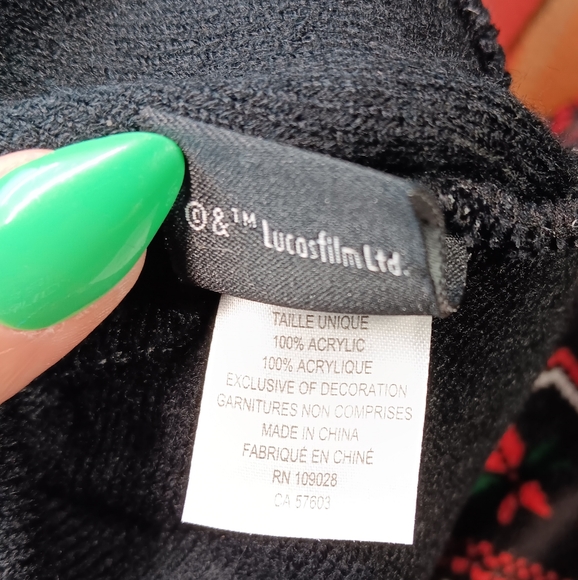 ©&™ Lucasfilm Ltd.
TAILLE UNIQUE
100% ACRYLIC
100% ACRYLIQUE
EXCLUSIVE OF DECORATION
GARNITURES NON COMPRISES
MADE IN CHINA
FABRIQUÉ EN CHINE
RN 109028
CA 57603